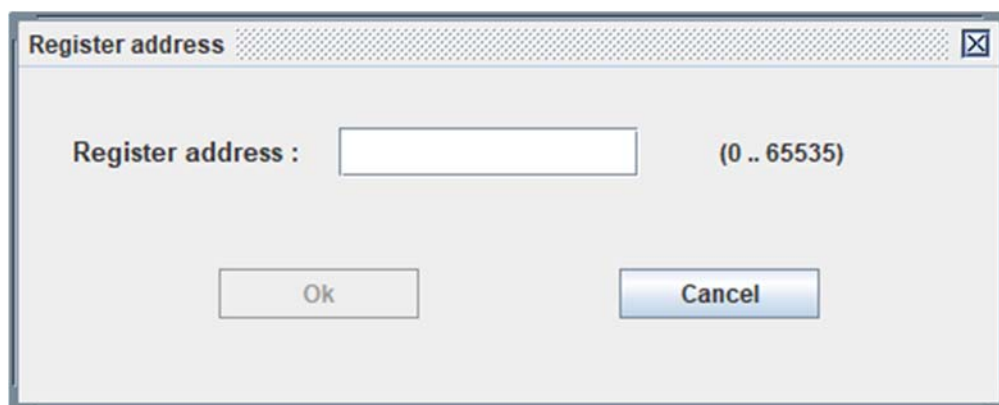 Register address
Register address :
(0 .. 65535)
Ok
Cancel